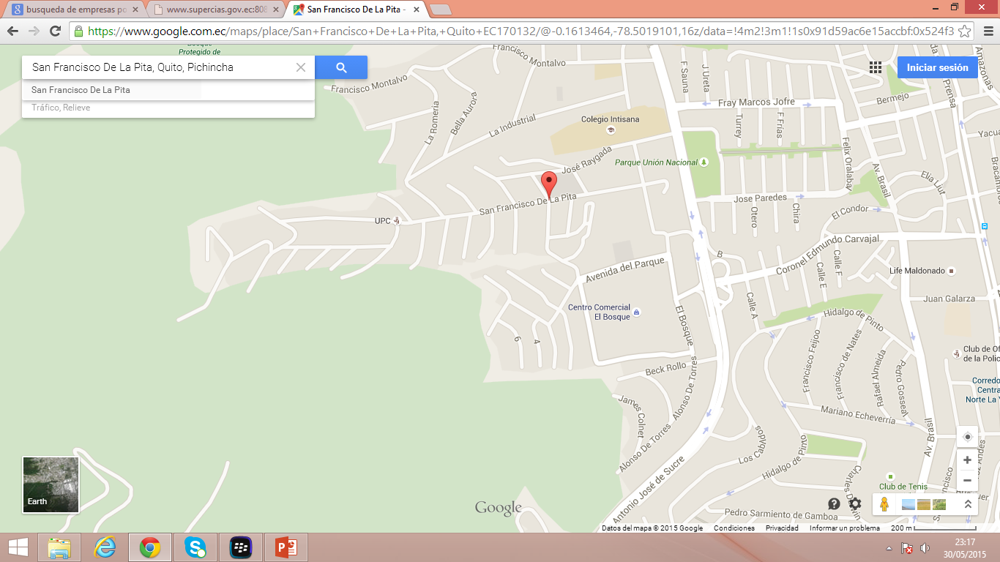 busqueda de empresas po
www.supercias.gov.ec:808
San Francisco De La Pita -
https://www.google.com.ec/maps/place/San+Francisco+De+La+Pita,+Quito+EC170132/@-0.1613464,-78.5019101,16z/data=!4m2!3m1!1s0x91d59ac6e15accbf:0x524f3
Protegido de
San Francisco De La Pita, Quito, Pichincha
San Francisco De La Pita
Tráfico, Relieve
Iniciar sesión
Francisco Montalvo
Francisco Montalvo
La Romeria
Bella Aurora
La Industrial
Colegio Intisana
José Raygada
Parque Unión Nacional
San Francisco De La Pita
UPC
F Sauna
J Ureta
Fray Marcos Jofre
Turrey
F Frías
Felix Oralaba
Bermejo
Prensa
Amazonas
Yacua
Bracamo
Av. Brasil
Elia Liut
Jose Paredes
Otero
Chira
El Condor
Coronel Edmundo Carvajal
B
Calle A
Calle E
Calle F
Life Maldonado
Juan Galarza
Avenida del Parque
Centro Comercial
El Bosque
El Bosque
6
4
Beck Rollo
James Colnet
Alonso De Torres
Alonso De Torres
Antonio José de Sucre
Hidalgo de Pinto
Francisco Feijoo
Francisco de Nates
Rafael Almeida
Pedro Gosseal
Club de Of
de la Polic
Corredo
Central
Norte La Y
Mariano Echeverría
Av. Brasil
Los Cabildos
Hidalgo de Pinto
Charles Darwin
Club de Tenis
Pedro Sarmiento de Gamboa
Earth
Google
Datos del mapa © 2015 Google
Condiciones
Privacidad
Informar un problema
200 m
23:17
30/05/2015